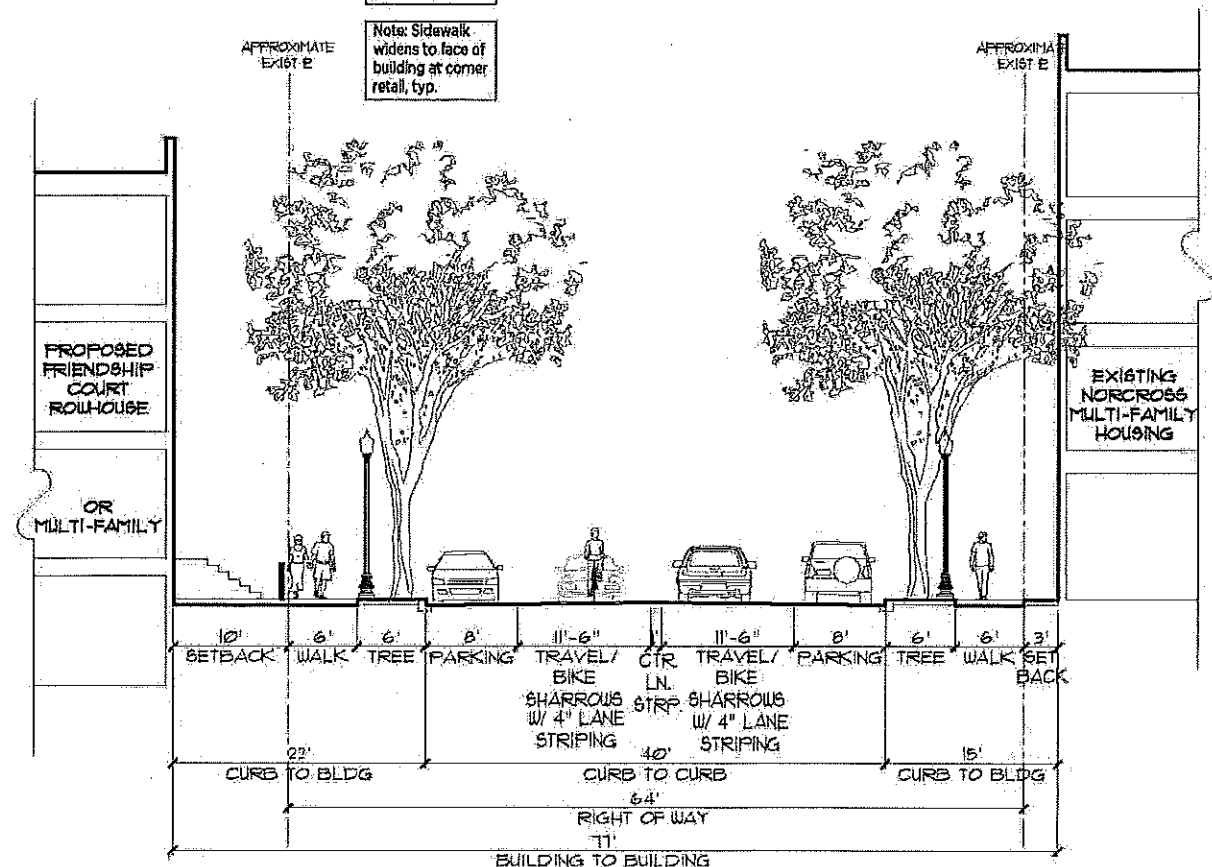 Note: Sidewalk
widens to face of
building at corner
retail, typ.
APPROXIMATE
EXIST ⅊
APPROXIMA
EXIST ⅊
PROPOSED
FRIENDSHIP
COURT
ROWHOUSE
OR
MULTI-FAMILY
EXISTING
NORCROSS
MULTI-FAMILY
HOUSING
10'
SETBACK
6'
WALK
6'
TREE
8'
PARKING
11'-6"
TRAVEL/
BIKE
SHARROWS
W/ 4" LANE
STRIPING
1'
CTR.
LN.
STRP.
11'-6"
TRAVEL/
BIKE
SHARROWS
W/ 4" LANE
STRIPING
8'
PARKING
6'
TREE
6'
WALK
3'
SET
BACK
22'
CURB TO BLDG
40'
CURB TO CURB
15'
CURB TO BLDG
64'
RIGHT OF WAY
77'
BUILDING TO BUILDING